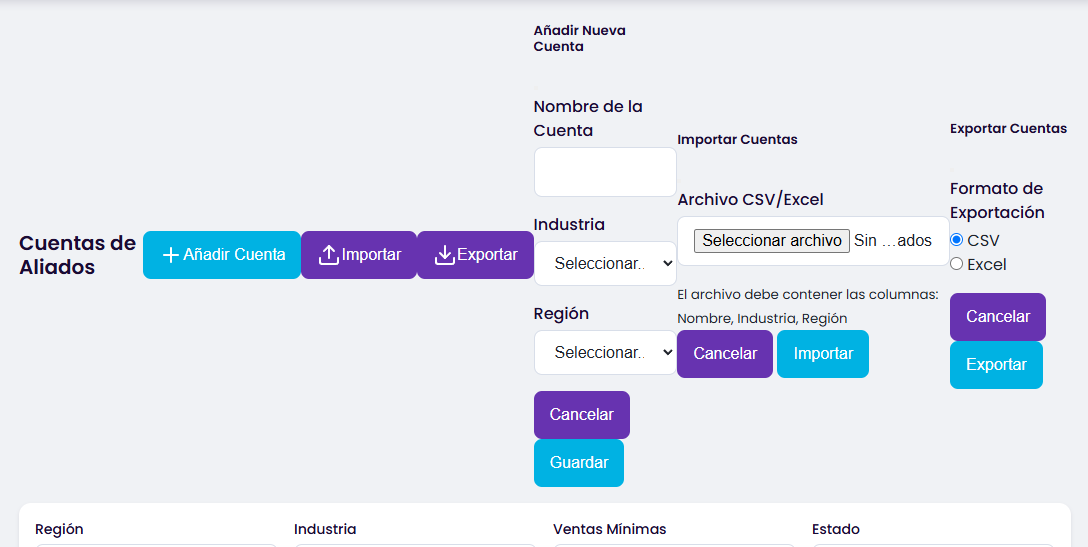 Cuentas de
Aliados
Añadir Cuenta
Importar
Exportar
Añadir Nueva
Cuenta
Nombre de la
Cuenta
Industria
Seleccionar..
Región
Seleccionar..
Cancelar
Guardar
Importar Cuentas
Archivo CSV/Excel
Seleccionar archivo Sin ...ados
El archivo debe contener las columnas:
Nombre, Industria, Región
Cancelar
Importar
Exportar Cuentas
Formato de
Exportación
CSV
Excel
Cancelar
Exportar
Región
Industria
Ventas Mínimas
Estado